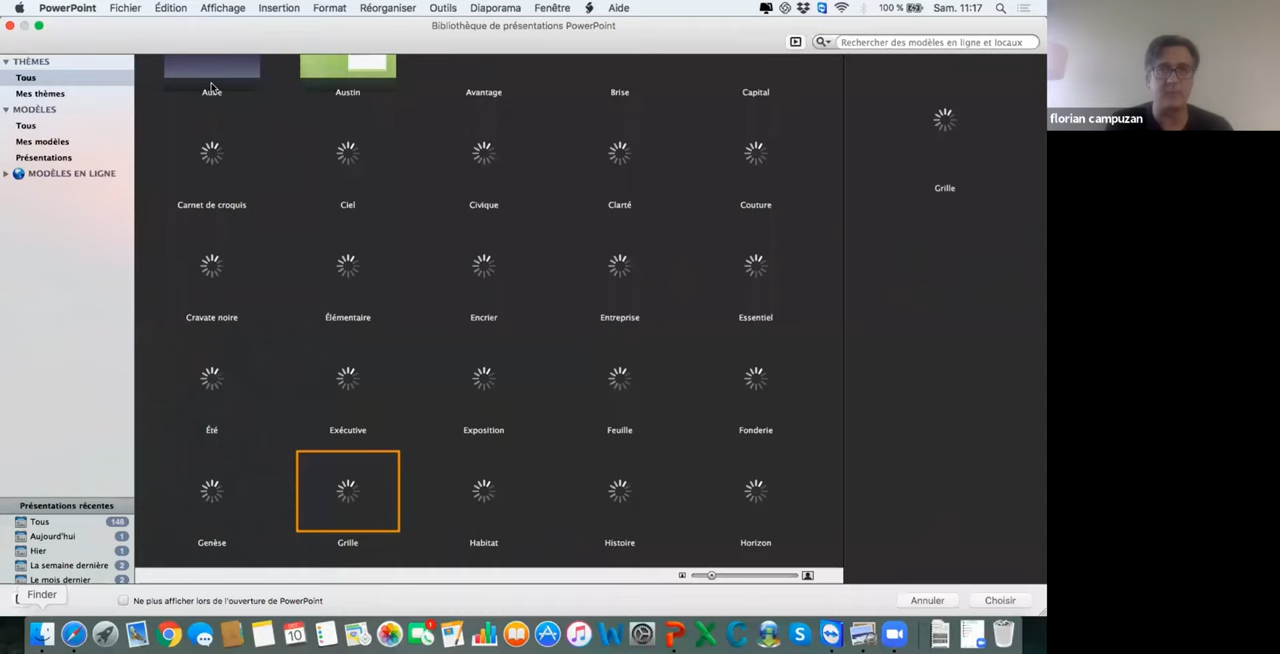 PowerPoint Fichier Édition Affichage Insertion Format Réorganiser Outils Diaporama Fenêtre Aide 100 % Sam. 11:17
Bibliothèque de présentations PowerPoint
Rechercher des modèles en ligne et locaux
THÈMES
Tous
Mes thèmes
MODÈLES
Tous
Mes modèles
Présentations
MODÈLES EN LIGNE
Austin Avantage Brise Capital
Carnet de croquis Ciel Civique Clarté Couture
Cravate noire Élémentaire Encrier Entreprise Essentiel
Été Exécutive Exposition Feuille Fonderie
Genèse Grille Habitat Histoire Horizon
Grille
florian campuzan
Présentations récentes
Tous 146
Aujourd'hui 1
Hier 1
La semaine dernière 2
Le mois dernier 2
Finder
Ne plus afficher lors de l'ouverture de PowerPoint
Annuler Choisir
10
1